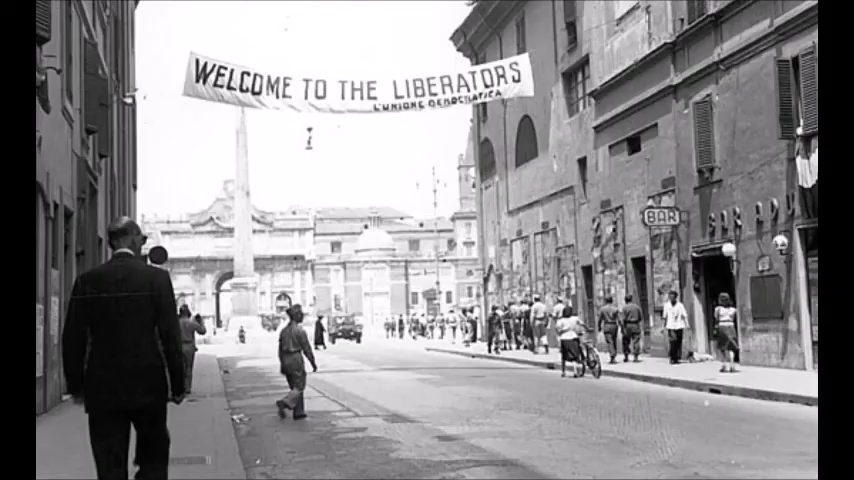 WELCOME TO THE LIBERATORS
L'UNIONE DEMOCRATICA
BAR